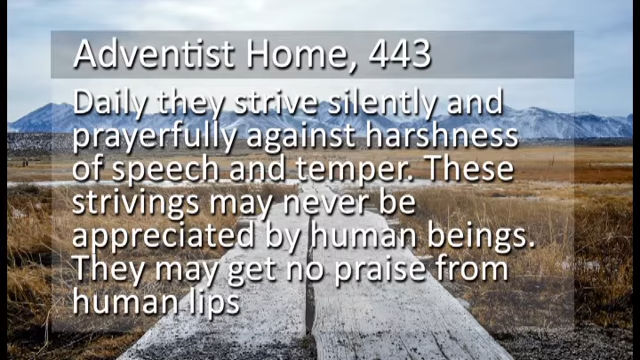 Adventist Home, 443
Daily they strive silently and
prayerfully against harshness
of speech and temper. These
strivings may never be
appreciated by human beings.
They may get no praise from
human lips